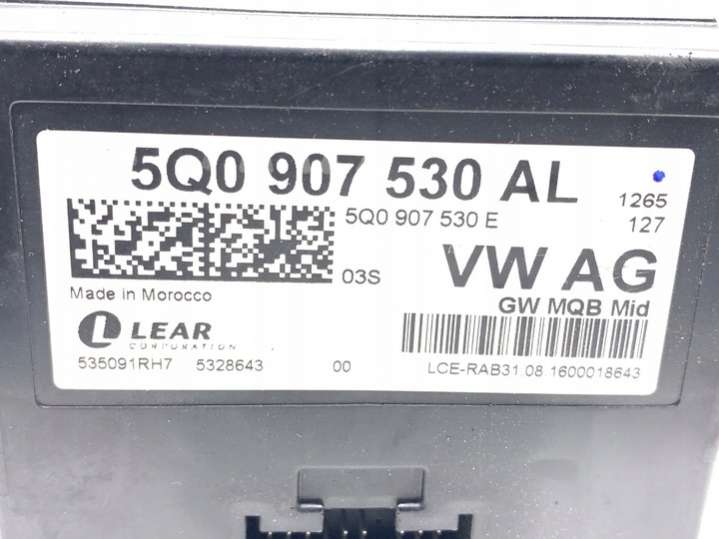 5Q0 907 530 AL
1265
5Q0 907 530 E
127
03S
VW AG
Made in Morocco
GW MQB Mid
LEAR
CORPORATION
535091RH7 5328643 00
LCE-RAB31 08 1600018643